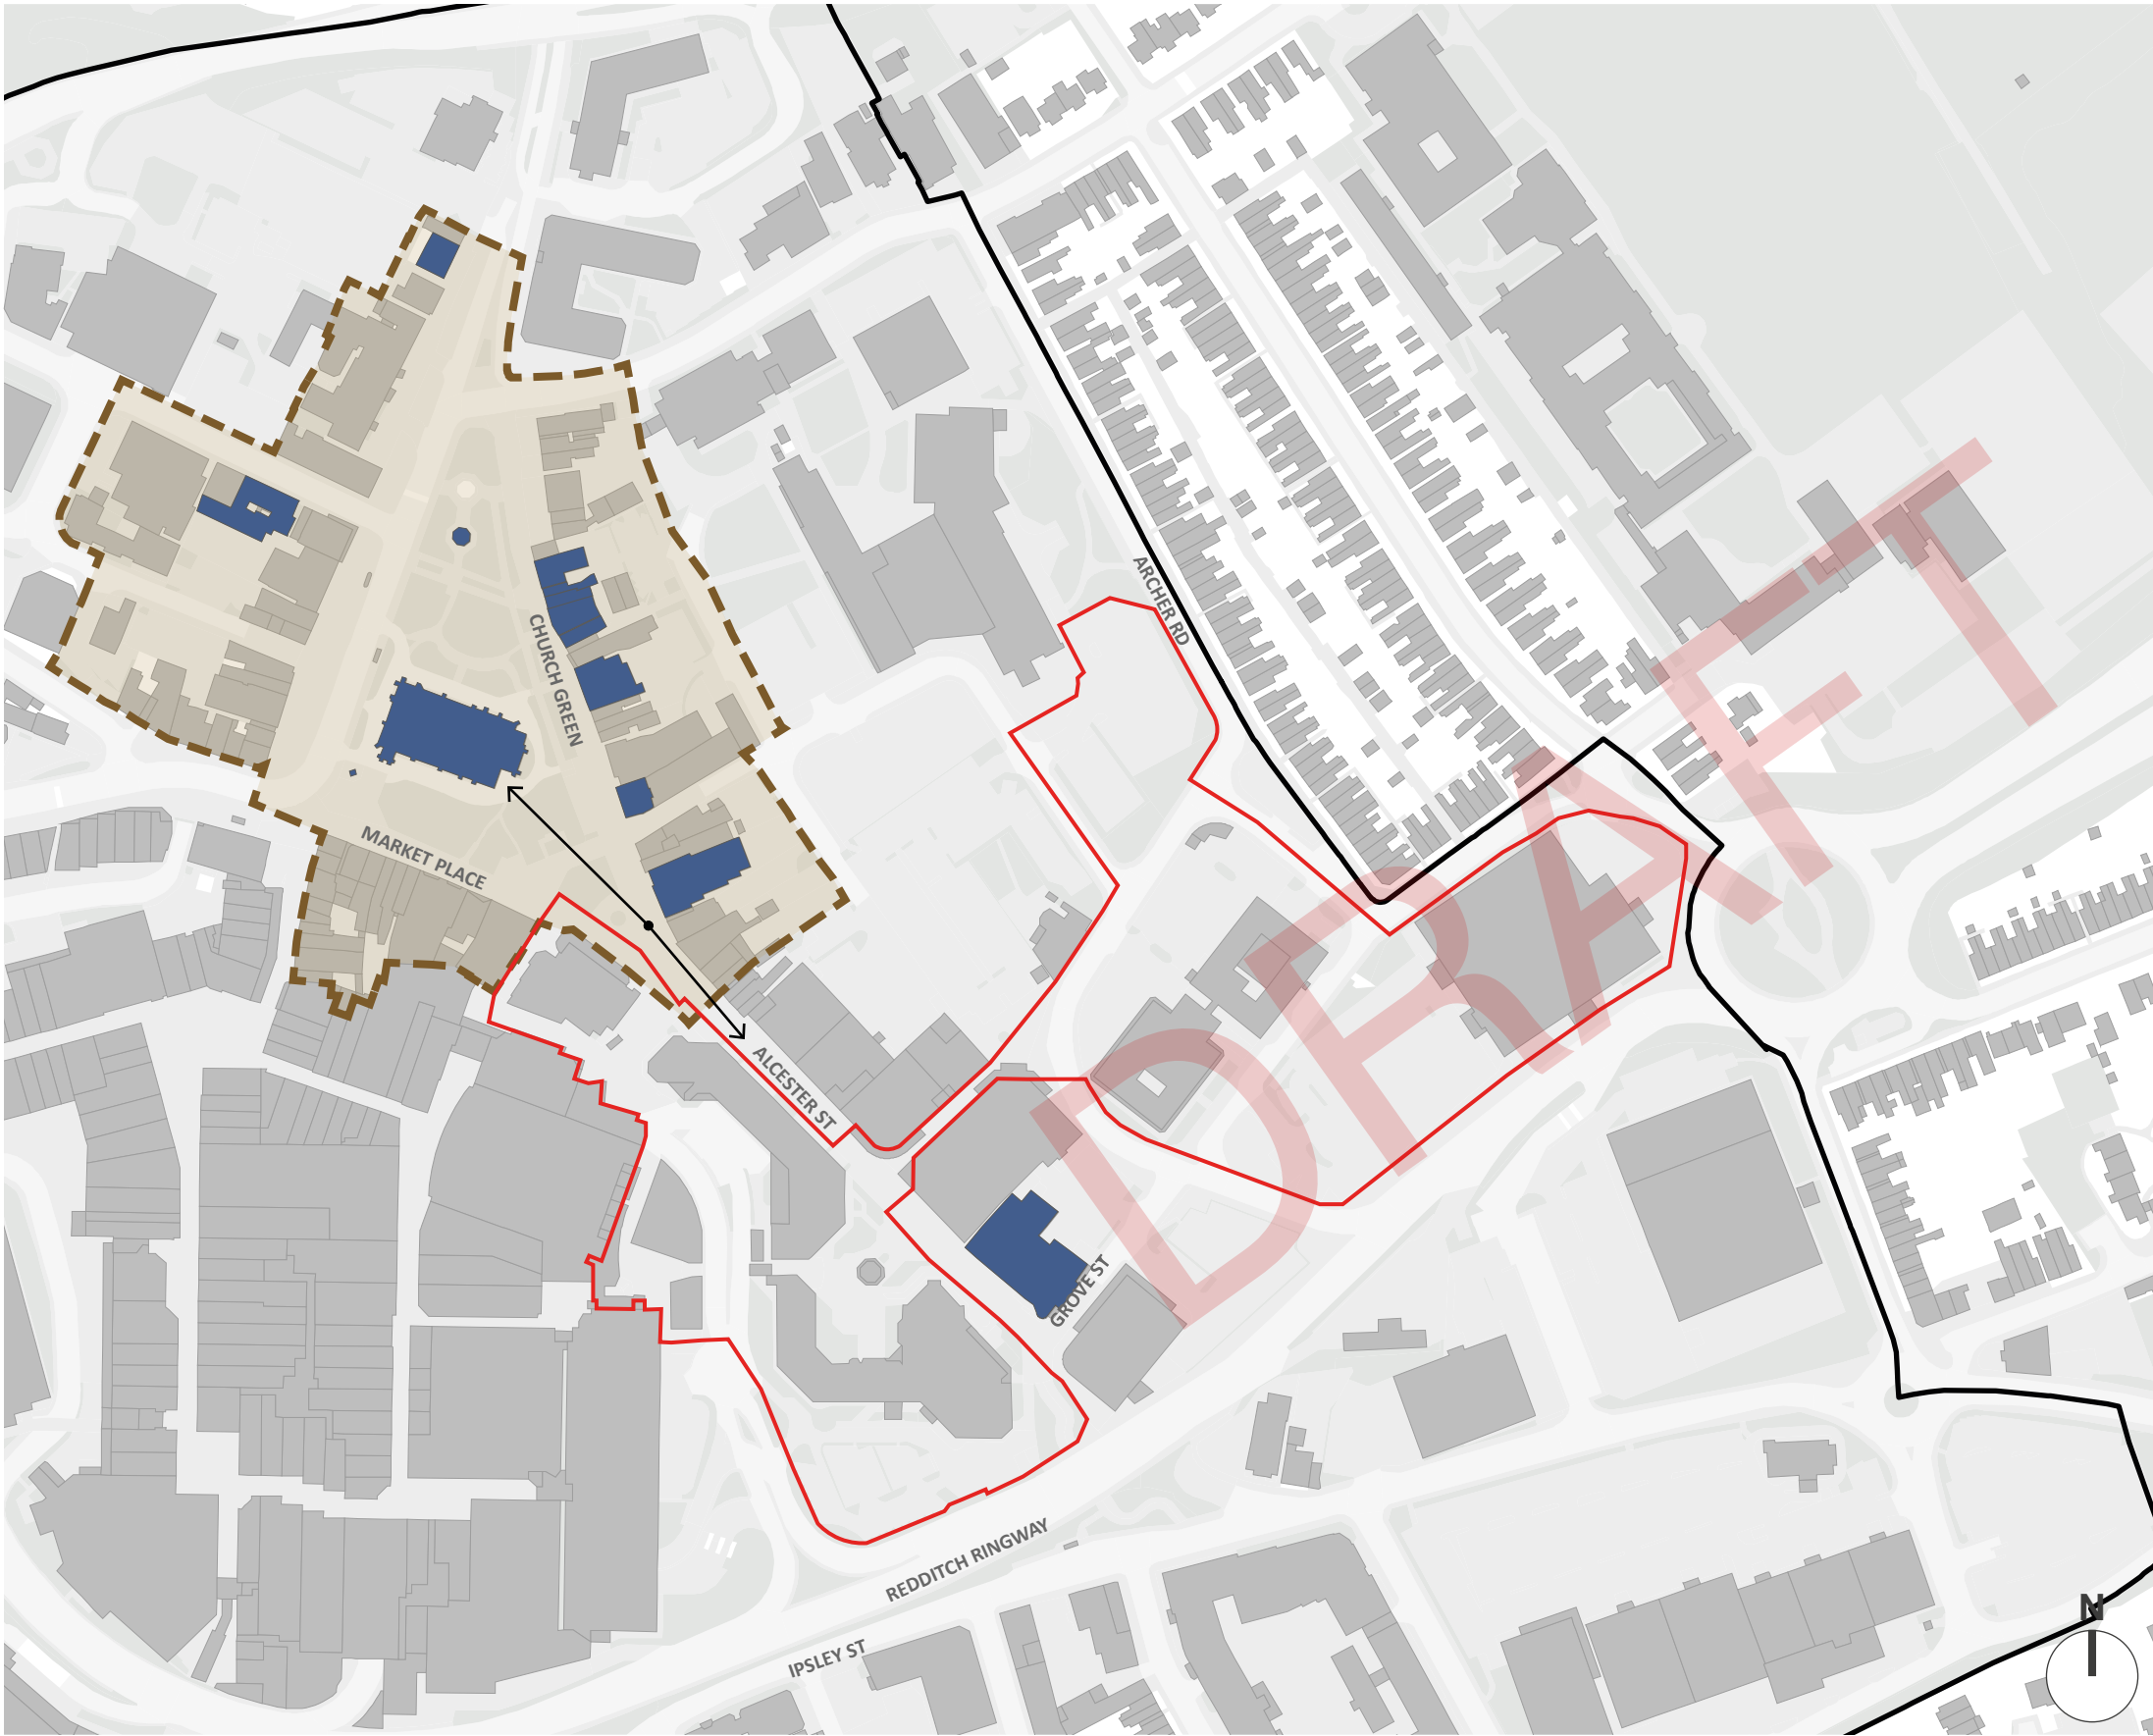 ARCHER RD
CHURCH GREEN
MARKET PLACE
ALCESTER ST
GROVE ST
REDDITCH RINGWAY
IPSLEY ST
DRAFT
N